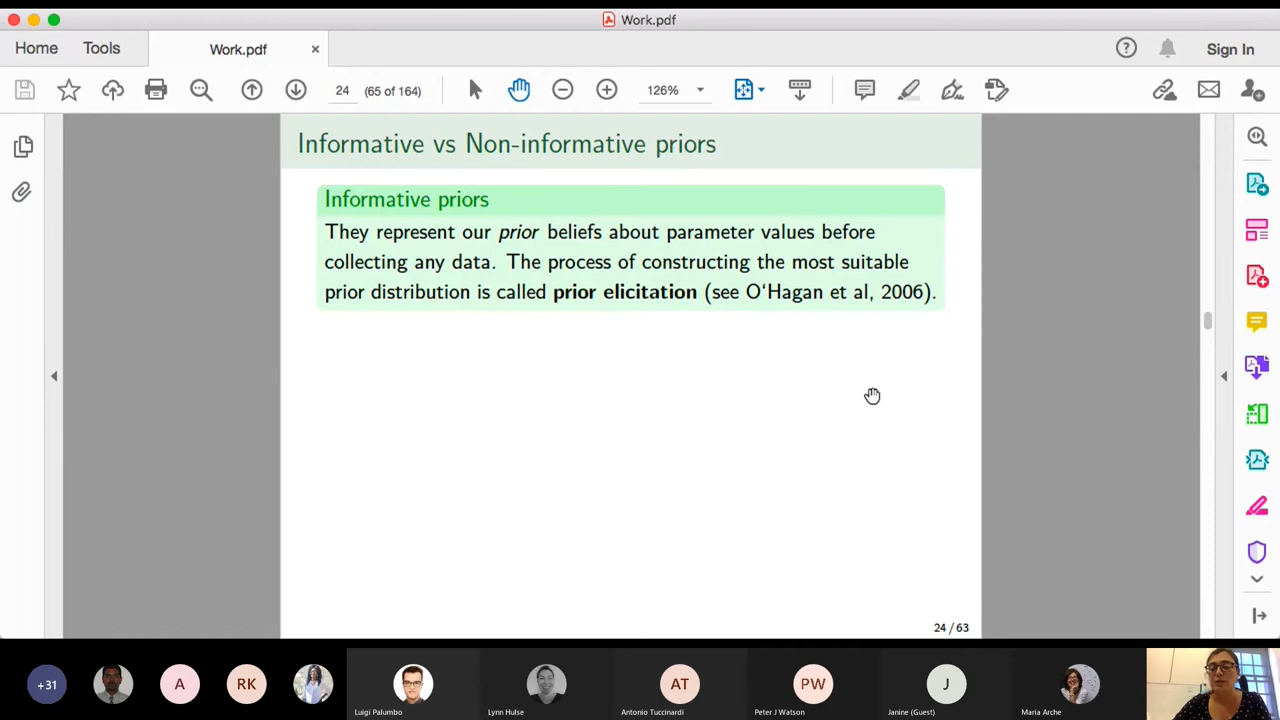 Work.pdf
Home
Tools
Work.pdf
×
Sign In
24
(65 of 164)
126%
Informative vs Non-informative priors
Informative priors
They represent our prior beliefs about parameter values before
collecting any data. The process of constructing the most suitable
prior distribution is called prior elicitation (see O‘Hagan et al, 2006).
24 / 63
+31
A
RK
AT
PW
J
Luigi Palumbo
Lynn Hulse
Antonio Tuccinardi
Peter J Watson
Janine (Guest)
Maria Arche